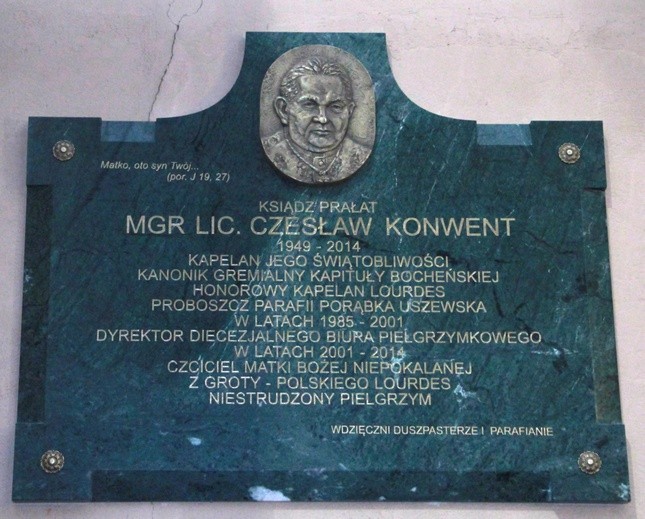 Matko, oto syn Twój...
(por. J 19, 27)
KSIĄDZ PRAŁAT
MGR LIC. CZESŁAW KONWENT
1949 - 2014
KAPELAN JEGO ŚWIĄTOBLIWOŚCI
KANONIK GREMIALNY KAPITUŁY BOCHEŃSKIEJ
HONOROWY KAPELAN LOURDES
PROBOSZCZ PARAFII PORĄBKA USZEWSKA
W LATACH 1985 - 2001
DYREKTOR DIECEZJALNEGO BIURA PIELGRZYMKOWEGO
W LATACH 2001 - 2014
CZCICIEL MATKI BOŻEJ NIEPOKALANEJ
Z GROTY - POLSKIEGO LOURDES
NIESTRUDZONY PIELGRZYM
WDZIĘCZNI DUSZPASTERZE I PARAFIANIE